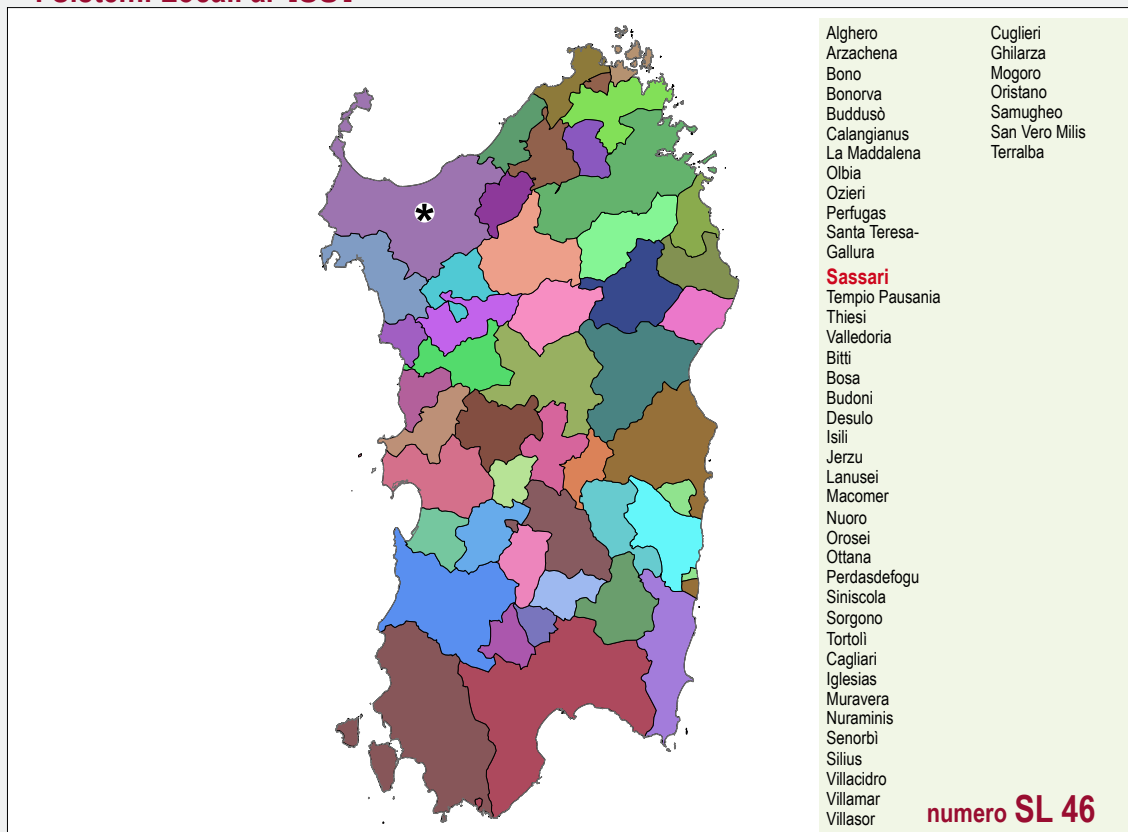 Alghero
Arzachena
Bono
Bonorva
Buddusò
Calangianus
La Maddalena
Olbia
Ozieri
Perfugas
Santa Teresa-
Gallura
Sassari
Tempio Pausania
Thiesi
Valledoria
Bitti
Bosa
Budoni
Desulo
Isili
Jerzu
Lanusei
Macomer
Nuoro
Orosei
Ottana
Perdasdefogu
Siniscola
Sorgono
Tortolì
Cagliari
Iglesias
Muravera
Nuraminis
Senorbì
Silius
Villacidro
Villamar
Villasor
Cuglieri
Ghilarza
Mogoro
Oristano
Samugheo
San Vero Milis
Terralba
numero SL 46